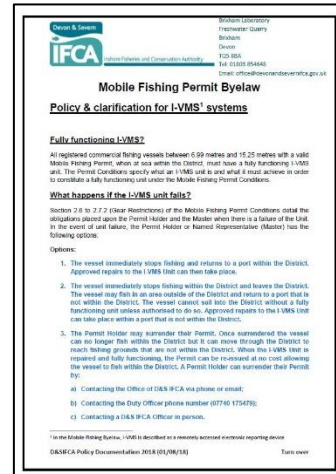 Devon & Severn
IFCA
Inshore Fisheries and Conservation Authority
Brixham Laboratory
Freshwater Quarry
Brixham
Devon
TQ5 8BA
Tel: 01803 854648
Email: office@devonandsevernifca.gov.uk
Mobile Fishing Permit Byelaw
Policy & clarification for I-VMS¹ systems
Fully functioning I-VMS?
All registered commercial fishing vessels between 6.99 metres and 15.25 metres with a valid
Mobile Fishing Permit, when at sea within the District, must have a fully functioning I-VMS
unit. The Permit Conditions specify what an I-VMS unit is and what it must achieve in order
to constitute a fully functioning unit under the Mobile Fishing Permit Conditions.
What happens if the I-VMS unit fails?
Section 2.6 to 2.7.2 (Gear Restrictions) of the Mobile Fishing Permit Conditions detail the
obligations placed upon the Permit Holder and the Master when there is a failure of the Unit.
In the event of unit failure, the Permit Holder or Named Representative (Master) has the
following options:
Options:
1. The vessel immediately stops fishing and returns to a port within the District.
Approved repairs to the I-VMS Unit can then take place.
2. The vessel immediately stops fishing within the District and leaves the District.
The vessel may fish in an area outside of the District and return to a port that is
not within the District. The vessel cannot sail into the District without a fully
functioning unit unless authorised to do so. Approved repairs to the I-VMS Unit
can take place within a port that is not within the District.
3. The Permit Holder may surrender their Permit. Once surrendered the vessel
can no longer fish within the District but it can move through the District to
reach fishing grounds that are not within the District. When the I-VMS Unit is
repaired and fully functioning, the Permit can be re-issued at no cost allowing
the vessel to fish within the District. A Permit Holder can surrender their Permit
by:
a) Contacting the Office of D&S IFCA via phone or email;
b) Contacting the Duty Officer phone number (07740 175479);
c) Contacting a D&S IFCA Officer in person.
¹ In the Mobile Fishing Byelaw, I-VMS is described as a remotely accessed electronic reporting device
D&SIFCA Policy Documentation 2018 (01/08/18)
Turn over